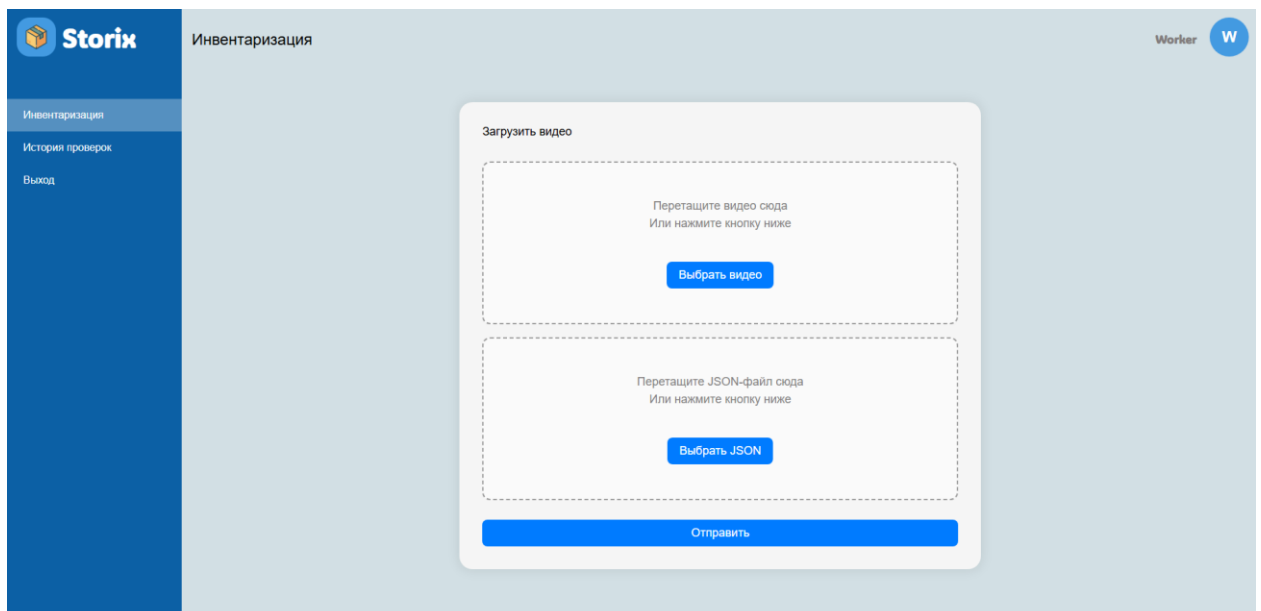 Storix
Инвентаризация
Worker
W
Инвентаризация
История проверок
Выход
Загрузить видео
Перетащите видео сюда
Или нажмите кнопку ниже
Выбрать видео
Перетащите JSON-файл сюда
Или нажмите кнопку ниже
Выбрать JSON
Отправить